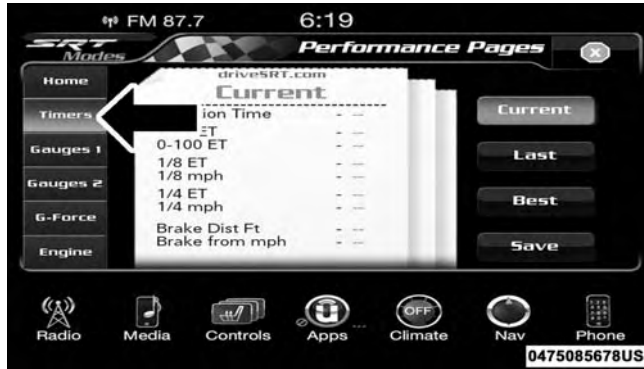 FM 87.7 6:19
SRT Modes Performance Pages
Home
Timers
Gauges 1
Gauges 2
G-Force
Engine
driveSRT.com
Current
ion Time - --
ET
0-100 ET - --
1/8 ET - --
1/8 mph - --
1/4 ET - --
1/4 mph - --
Brake Dist Ft - --
Brake from mph - --
Current
Last
Best
Save
OFF
Radio Media Controls Apps ... Climate Nav Phone
0475085678US